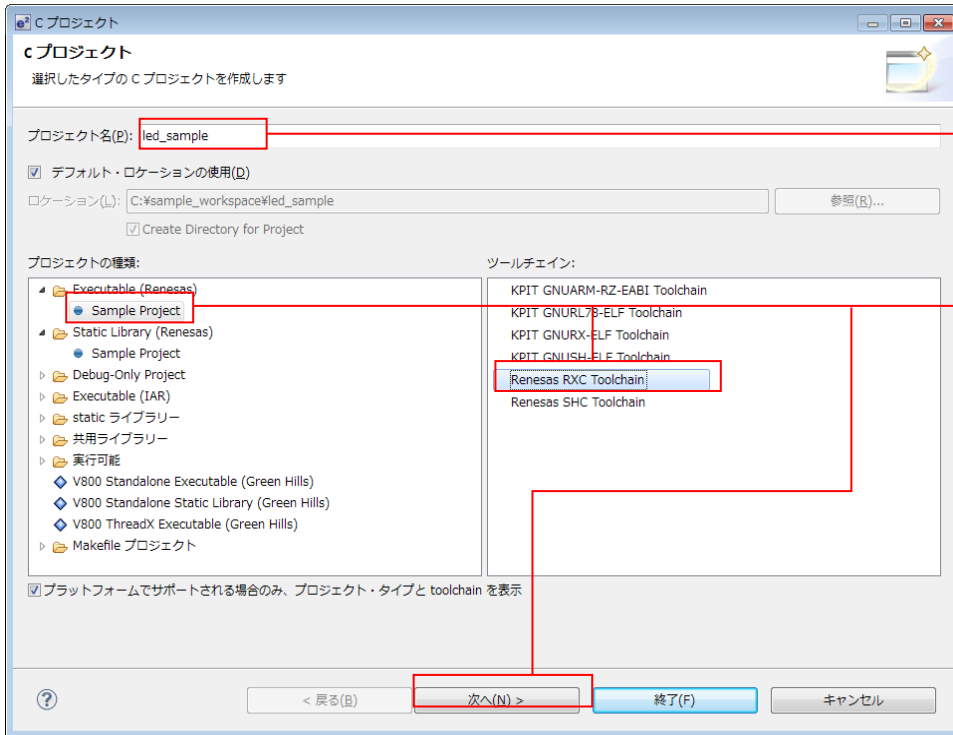 e² C プロジェクト
C プロジェクト
選択したタイプの C プロジェクトを作成します
プロジェクト名(P): led_sample
デフォルト・ロケーションの使用(D)
ロケーション(L): C:¥sample_workspace¥led_sample 参照(R)...
Create Directory for Project
プロジェクトの種類:
Executable (Renesas)
Sample Project
Static Library (Renesas)
Sample Project
Debug-Only Project
Executable (IAR)
static ライブラリー
共用ライブラリー
実行可能
V800 Standalone Executable (Green Hills)
V800 Standalone Static Library (Green Hills)
V800 ThreadX Executable (Green Hills)
Makefile プロジェクト
ツールチェイン:
KPIT GNUARM-RZ-EABI Toolchain
KPIT GNURL78-ELF Toolchain
KPIT GNURX-ELF Toolchain
KPIT GNUSH-ELF Toolchain
Renesas RXC Toolchain
Renesas SHC Toolchain
プラットフォームでサポートされる場合のみ、プロジェクト・タイプと toolchain を表示
? < 戻る(B) 次へ(N) > 終了(F) キャンセル